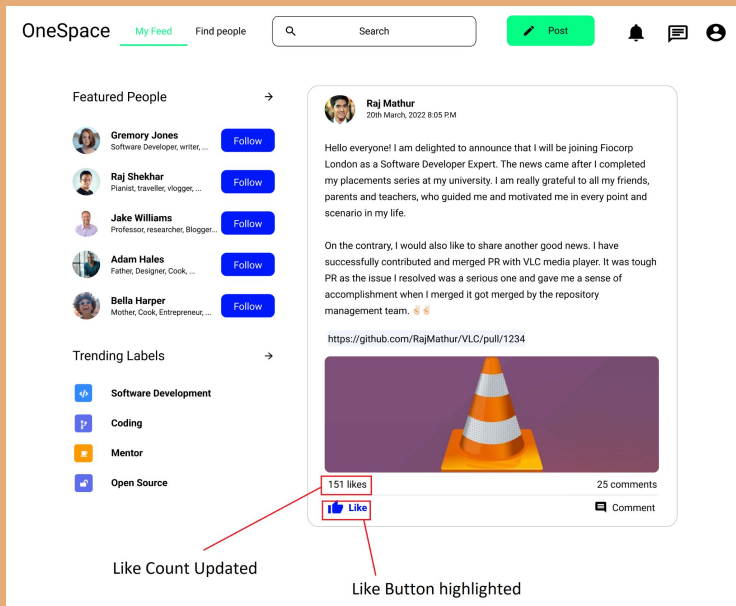 OneSpace
My Feed
Find people
Search
Post
Featured People
Gremory Jones
Software Developer, writer, ...
Follow
Raj Shekhar
Pianist, traveller, vlogger, ...
Follow
Jake Williams
Professor, researcher, Blogger...
Follow
Adam Hales
Father, Designer, Cook, ...
Follow
Bella Harper
Mother, Cook, Entrepreneur, ...
Follow
Trending Labels
Software Development
Coding
Mentor
Open Source
Raj Mathur
20th March, 2022 8:05 P.M
Hello everyone! I am delighted to announce that I will be joining Fiocorp
London as a Software Developer Expert. The news came after I completed
my placements series at my university. I am really grateful to all my friends,
parents and teachers, who guided me and motivated me in every point and
scenario in my life.
On the contrary, I would also like to share another good news. I have
successfully contributed and merged PR with VLC media player. It was tough
PR as the issue I resolved was a serious one and gave me a sense of
accomplishment when I merged it got merged by the repository
management team. ✌🏻✌🏻
https://github.com/RajMathur/VLC/pull/1234
151 likes
25 comments
Like
Comment
Like Count Updated
Like Button highlighted